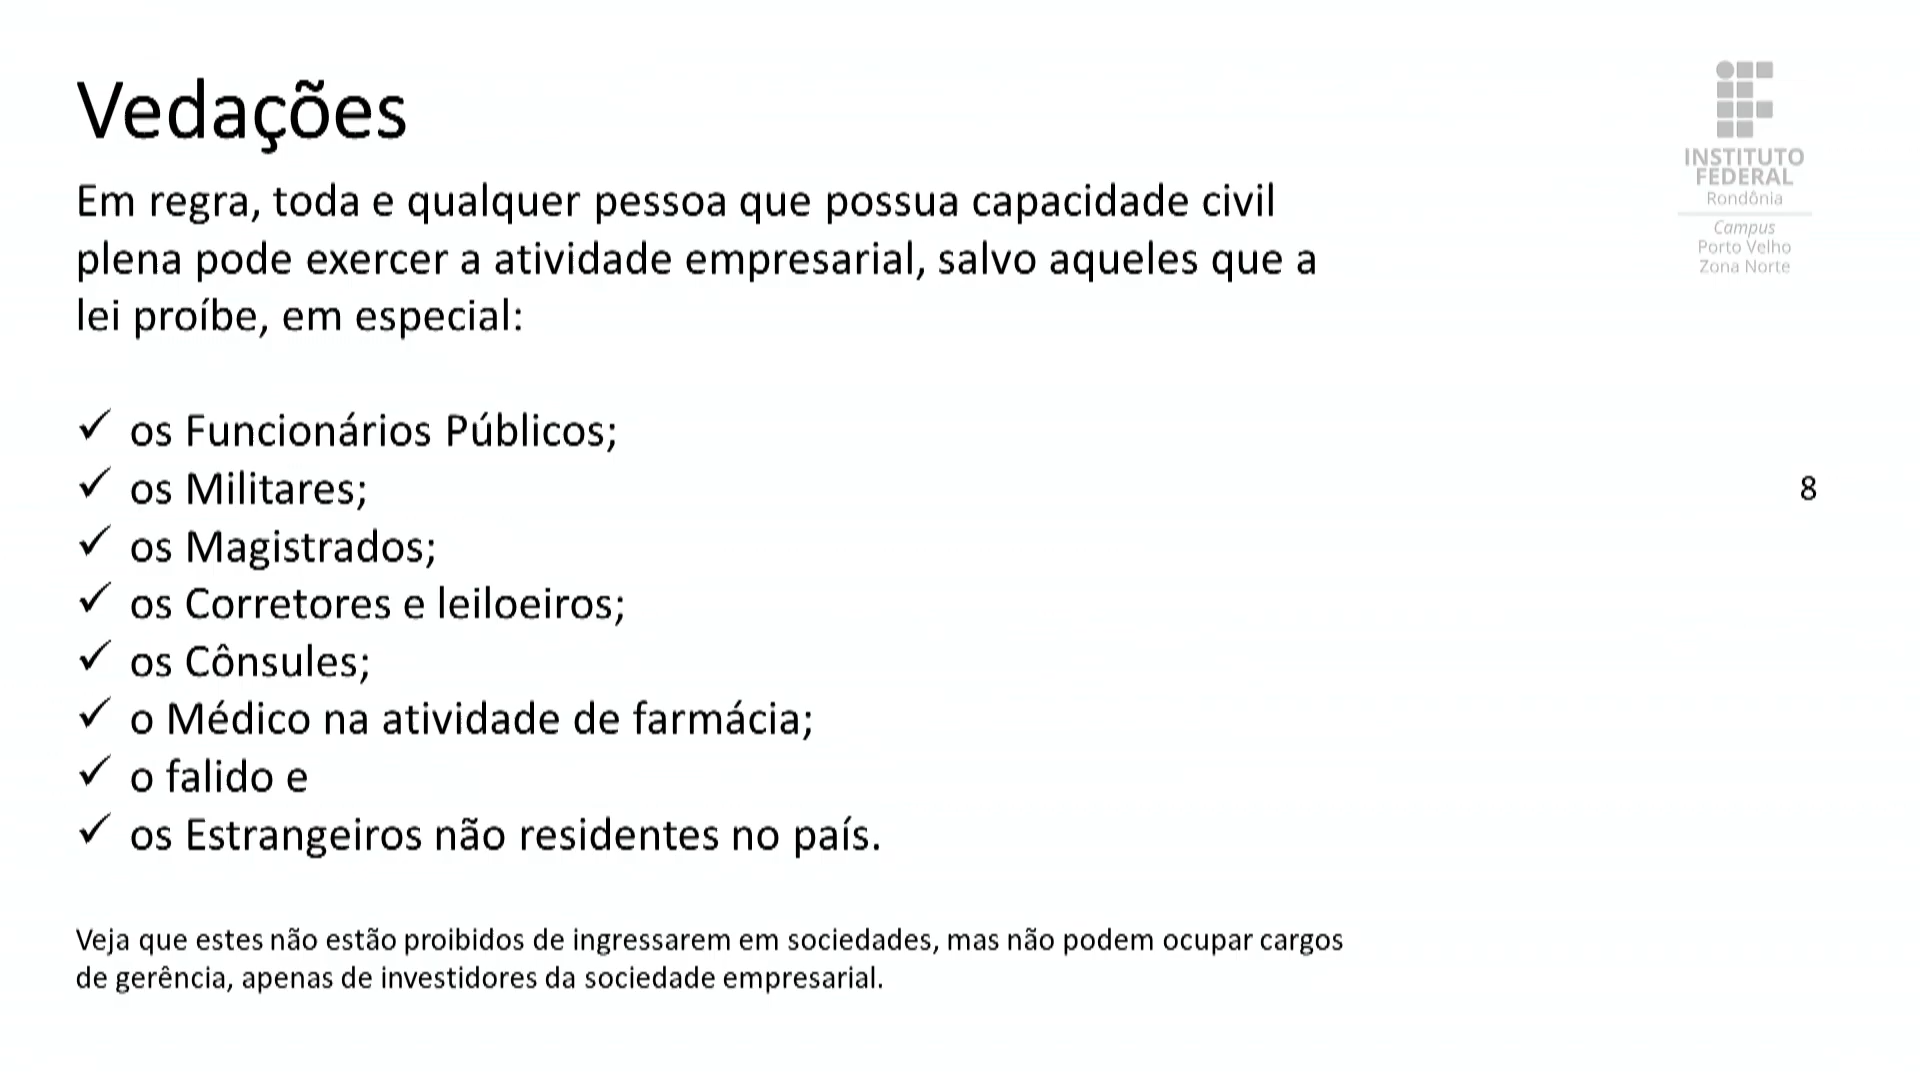 Vedações
Em regra, toda e qualquer pessoa que possua capacidade civil
plena pode exercer a atividade empresarial, salvo aqueles que a
lei proíbe, em especial:
✓ os Funcionários Públicos;
✓ os Militares;
✓ os Magistrados;
✓ os Corretores e leiloeiros;
✓ os Cônsules;
✓ o Médico na atividade de farmácia;
✓ o falido e
✓ os Estrangeiros não residentes no país.
Veja que estes não estão proibidos de ingressarem em sociedades, mas não podem ocupar cargos
de gerência, apenas de investidores da sociedade empresarial.
INSTITUTO
FEDERAL
Rondônia
Campus
Porto Velho
Zona Norte
8